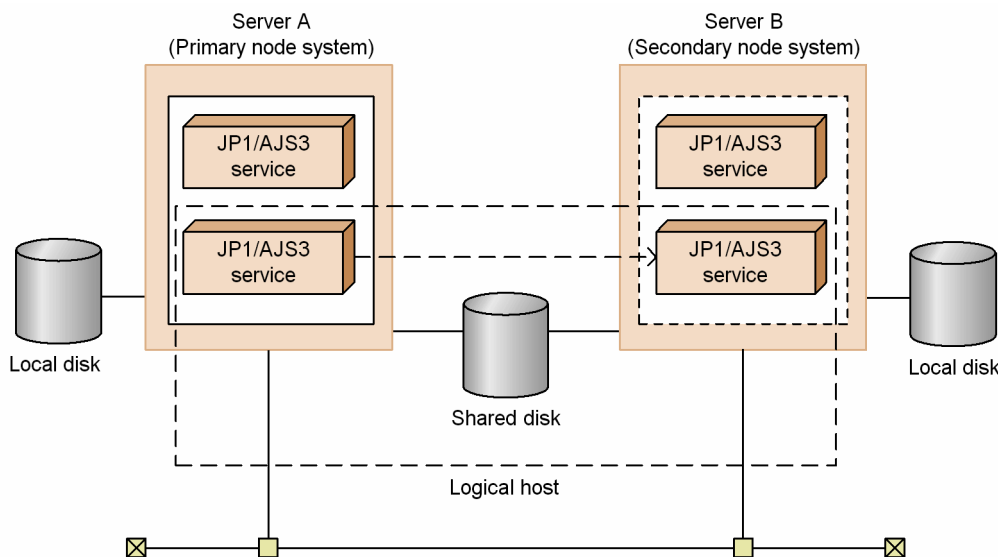 Server A
(Primary node system)
Server B
(Secondary node system)
JP1/AJS3
service
JP1/AJS3
service
JP1/AJS3
service
JP1/AJS3
service
Local disk
Shared disk
Local disk
Logical host